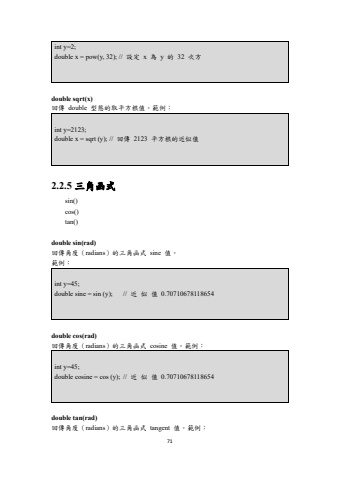 int y=2;
double x = pow(y, 32); // 設定 x 為 y 的 32 次方
double sqrt(x)
回傳 double 型態的取平方根值。範例：
int y=2123;
double x = sqrt (y); // 回傳 2123 平方根的近似值
2.2.5 三角函式
sin()
cos()
tan()
double sin(rad)
回傳角度（radians）的三角函式 sine 值。
範例：
int y=45;
double sine = sin (y); // 近 似 值 0.70710678118654
double cos(rad)
回傳角度（radians）的三角函式 cosine 值。範例：
int y=45;
double cosine = cos (y); // 近 似 值 0.70710678118654
double tan(rad)
回傳角度（radians）的三角函式 tangent 值。範例：
71